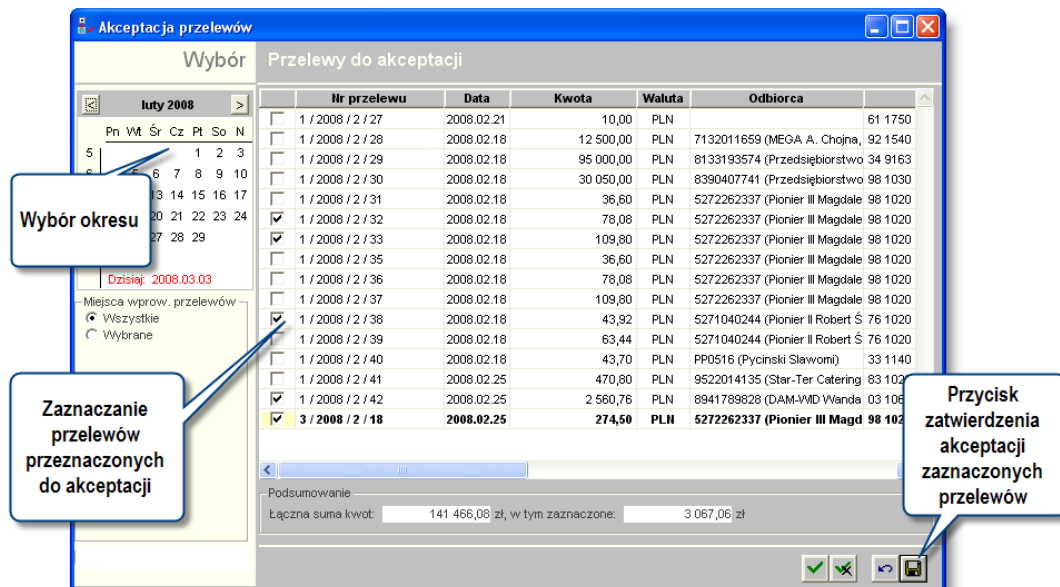 Akceptacja przelewów
Wybór
Przelewy do akceptacji
luty 2008
Pn Wt Śr Cz Pt So N
5 1 2 3
6 7 8 9 10
13 14 15 16 17
20 21 22 23 24
27 28 29
Dzisiaj: 2008.03.03
Miejsca wprow. przelewów
Wszystkie
Wybrane
Nr przelewu Data Kwota Waluta Odbiorca
1 / 2008 / 2 / 27 2008.02.21 10,00 PLN 61 1750
1 / 2008 / 2 / 28 2008.02.18 12 500,00 PLN 7132011659 (MEGA A. Chojna, 92 1540
1 / 2008 / 2 / 29 2008.02.18 95 000,00 PLN 8133193574 (Przedsiębiorstwo 34 9163
1 / 2008 / 2 / 30 2008.02.18 30 050,00 PLN 8390407741 (Przedsiębiorstwo 98 1030
1 / 2008 / 2 / 31 2008.02.18 36,60 PLN 5272262337 (Pionier III Magdale 98 1020
1 / 2008 / 2 / 32 2008.02.18 78,08 PLN 5272262337 (Pionier III Magdale 98 1020
1 / 2008 / 2 / 33 2008.02.18 109,80 PLN 5272262337 (Pionier III Magdale 98 1020
1 / 2008 / 2 / 35 2008.02.18 36,60 PLN 5272262337 (Pionier III Magdale 98 1020
1 / 2008 / 2 / 36 2008.02.18 78,08 PLN 5272262337 (Pionier III Magdale 98 1020
1 / 2008 / 2 / 37 2008.02.18 109,80 PLN 5272262337 (Pionier III Magdale 98 1020
1 / 2008 / 2 / 38 2008.02.18 43,92 PLN 5271040244 (Pionier II Robert Ś 76 1020
1 / 2008 / 2 / 39 2008.02.18 63,44 PLN 5271040244 (Pionier II Robert Ś 76 1020
1 / 2008 / 2 / 40 2008.02.18 43,70 PLN PP0516 (Pycinski Slawomi) 33 1140
1 / 2008 / 2 / 41 2008.02.25 470,80 PLN 9522014135 (Star-Ter Catering 83 102
1 / 2008 / 2 / 42 2008.02.25 2 560,76 PLN 8941789828 (DAM-WID Wanda 03 106
3 / 2008 / 2 / 18 2008.02.25 274,50 PLN 5272262337 (Pionier III Magd 98 102
Podsumowanie
Łączna suma kwot: 141 466,08 zł, w tym zaznaczone: 3 067,06 zł
Wybór okresu
Zaznaczanie
przelewów
przeznaczonych
do akceptacji
Przycisk
zatwierdzenia
akceptacji
zaznaczonych
przelewów